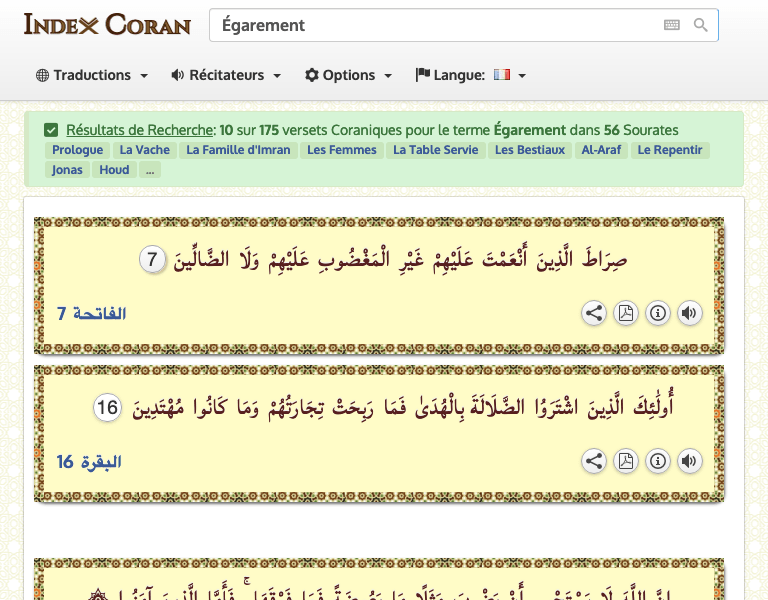 Index Coran
Égarement
Traductions Récitateurs Options Langue:
Résultats de Recherche: 10 sur 175 versets Coraniques pour le terme Égarement dans 56 Sourates
Prologue La Vache La Famille d'Imran Les Femmes La Table Servie Les Bestiaux Al-Araf Le Repentir
Jonas Houd ...
صِرَاطَ الَّذِينَ أَنْعَمْتَ عَلَيْهِمْ غَيْرِ الْمَغْضُوبِ عَلَيْهِمْ وَلَا الضَّالِّينَ 7
الفاتحة 7
أُولَٰئِكَ الَّذِينَ اشْتَرَوُا الضَّلَالَةَ بِالْهُدَىٰ فَمَا رَبِحَتْ تِجَارَتُهُمْ وَمَا كَانُوا مُهْتَدِينَ 16
البقرة 16